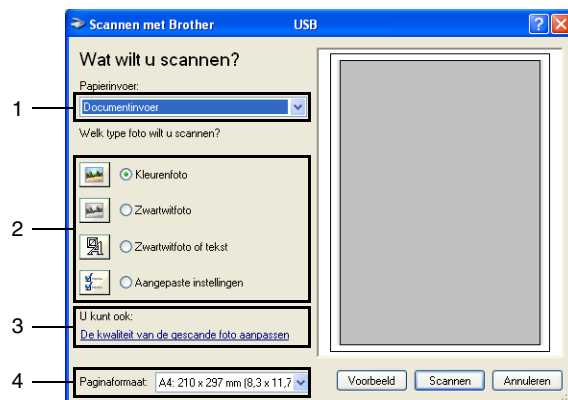 Scannen met Brother USB
Wat wilt u scannen?
Papierinvoer:
1
Documentinvoer
Welk type foto wilt u scannen?
Kleurenfoto
Zwartwitfoto
2
Zwartwitfoto of tekst
Aangepaste instellingen
U kunt ook:
3
De kwaliteit van de gescande foto aanpassen
4
Paginaformaat: A4: 210 x 297 mm (8,3 x 11,7
Voorbeeld Scannen Annuleren